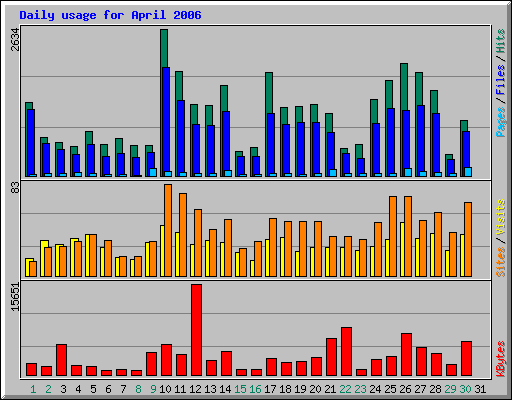 Daily usage for April 2006
2634
Pages / Files / Hits
83
Sites / Visits
15651
KBytes
1 2 3 4 5 6 7 8 9 10 11 12 13 14 15 16 17 18 19 20 21 22 23 24 25 26 27 28 29 30 31